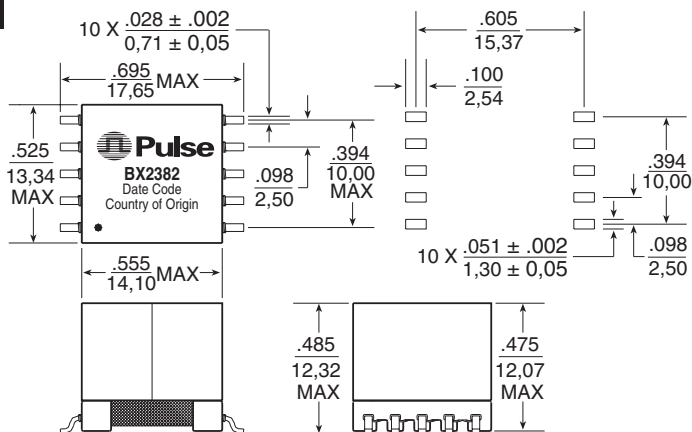 10 X .028 ± .002
0,71 ± 0,05
.695
17,65
MAX
.525
13,34
MAX
Pulse
BX2382
Date Code
Country of Origin
.098
2,50
.394
10,00
MAX
.555
14,10
MAX
.605
15,37
.100
2,54
.394
10,00
10 X .051 ± .002
1,30 ± 0,05
.098
2,50
.485
12,32
MAX
.475
12,07
MAX